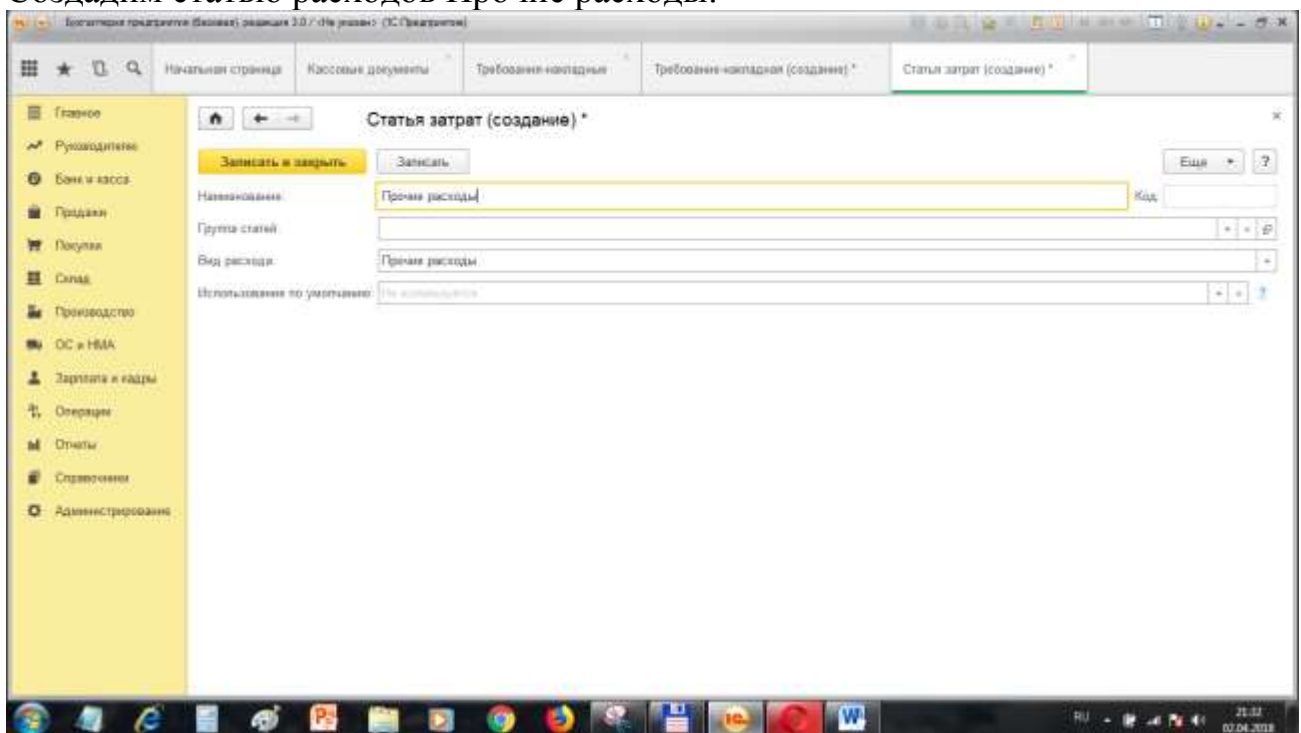 Создадим статью расходов Прочие расходы.
Бухгалтерия предприятия (базовая), редакция 3.0 / <Не указан> (1С:Предприятие)
Начальная страница Кассовые документы Требования-накладные Требование-накладная (создание) * Статья затрат (создание) *
Главное
Статья затрат (создание) *
Руководителю
Записать и закрыть Записать Еще ?
Банк и касса
Наименование: Прочие расходы Код:
Продажи
Группа статей:
Покупки
Вид расхода: Прочие расходы
Склад
Использование по умолчанию: Не используется ?
Производство
ОС и НМА
Зарплата и кадры
Операции
Отчеты
Справочники
Администрирование
RU 21:32
02.04.2018